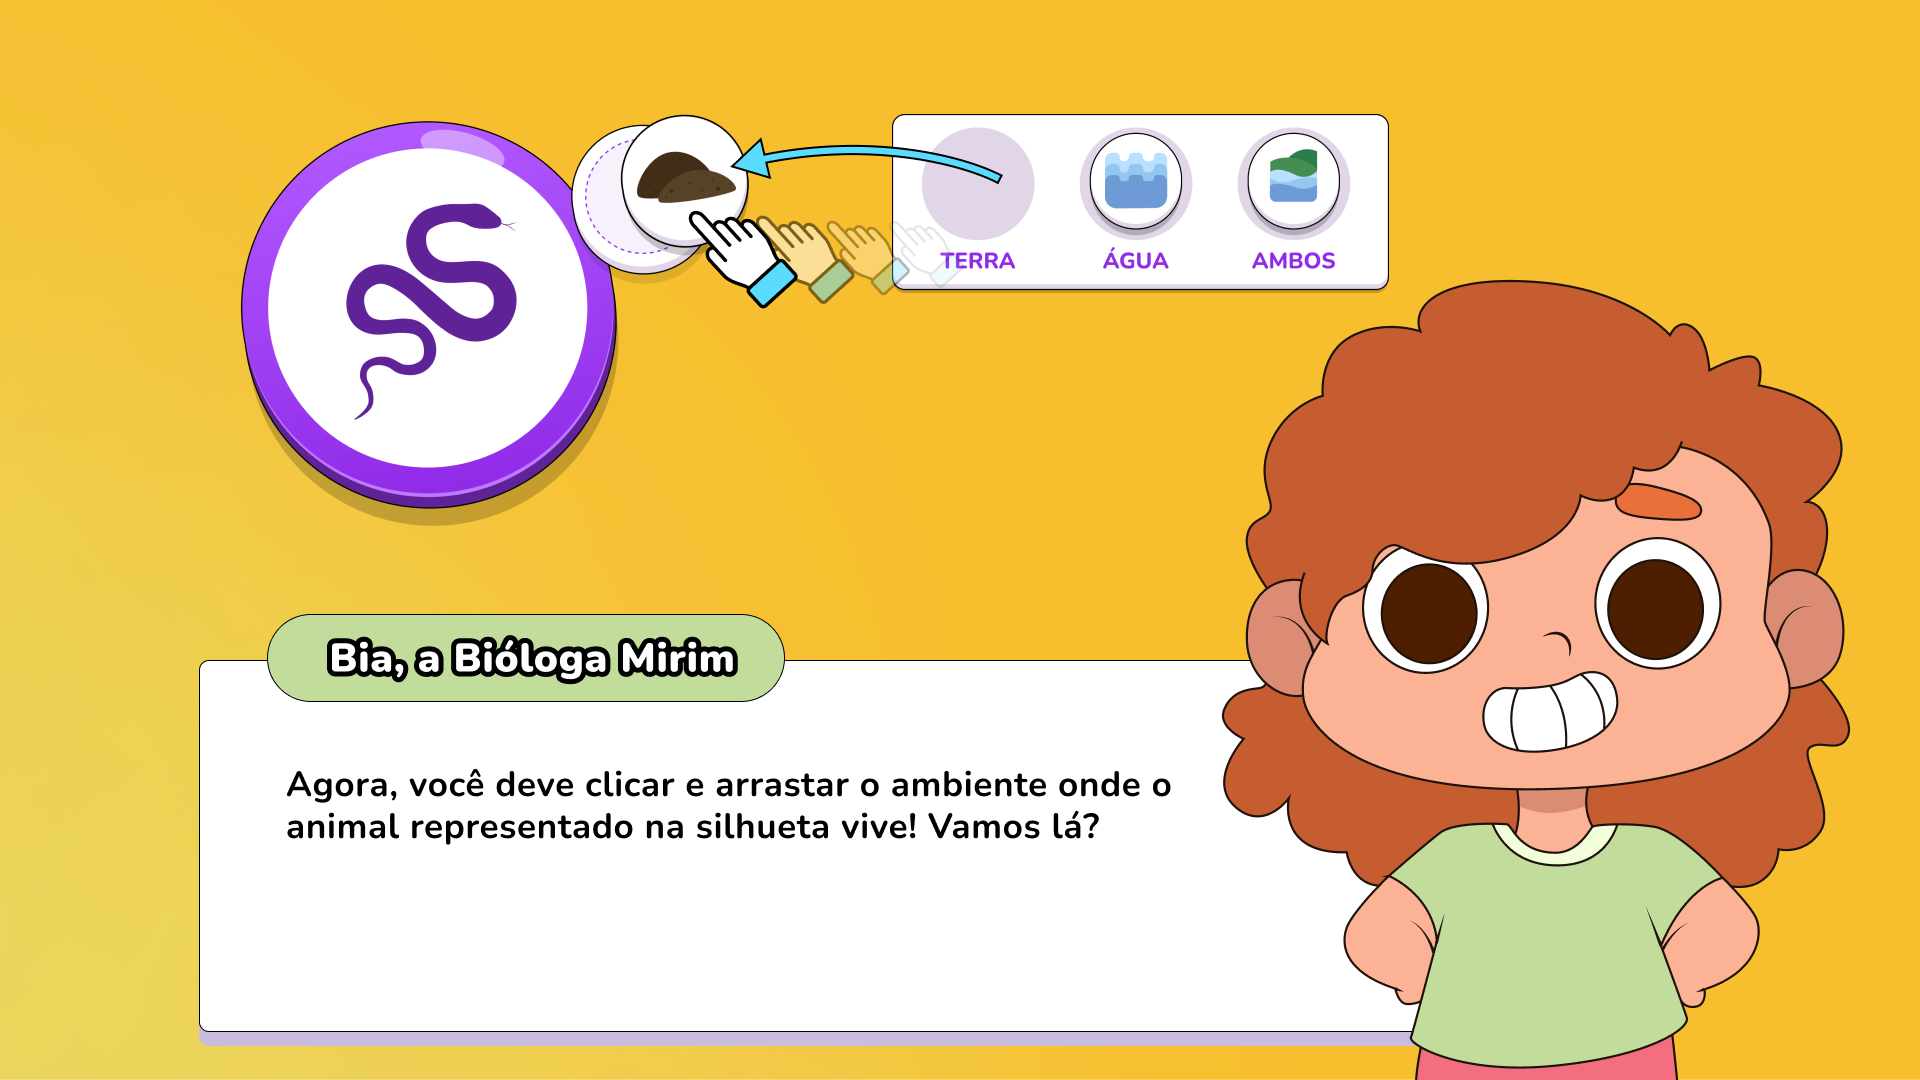 TERRA
ÁGUA
AMBOS
Bia, a Bióloga Mirim
Agora, você deve clicar e arrastar o ambiente onde o
animal representado na silhueta vive! Vamos lá?